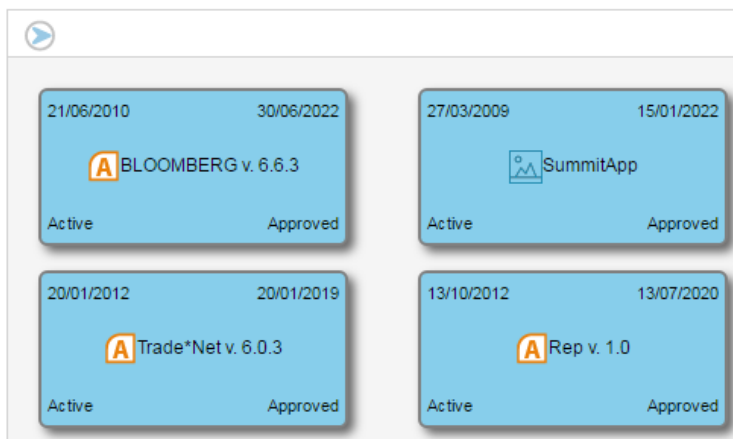 21/06/2010 30/06/2022
A BLOOMBERG v. 6.6.3
Active Approved
27/03/2009 15/01/2022
SummitApp
Active Approved
20/01/2012 20/01/2019
A Trade*Net v. 6.0.3
Active Approved
13/10/2012 13/07/2020
A Rep v. 1.0
Active Approved